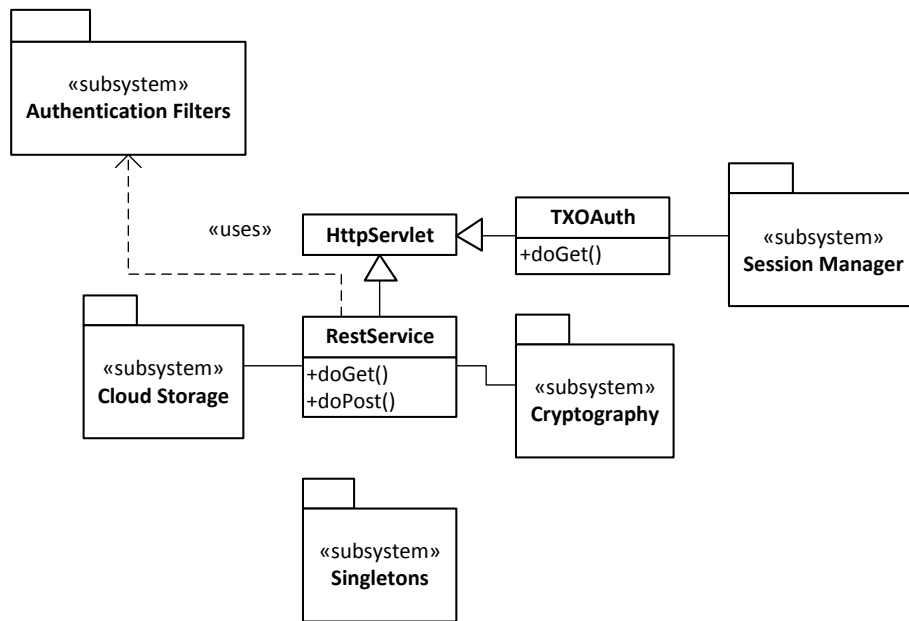 «subsystem»
Authentication Filters
«uses»
HttpServlet
TXOAuth
+doGet()
«subsystem»
Session Manager
«subsystem»
Cloud Storage
RestService
+doGet()
+doPost()
«subsystem»
Cryptography
«subsystem»
Singletons